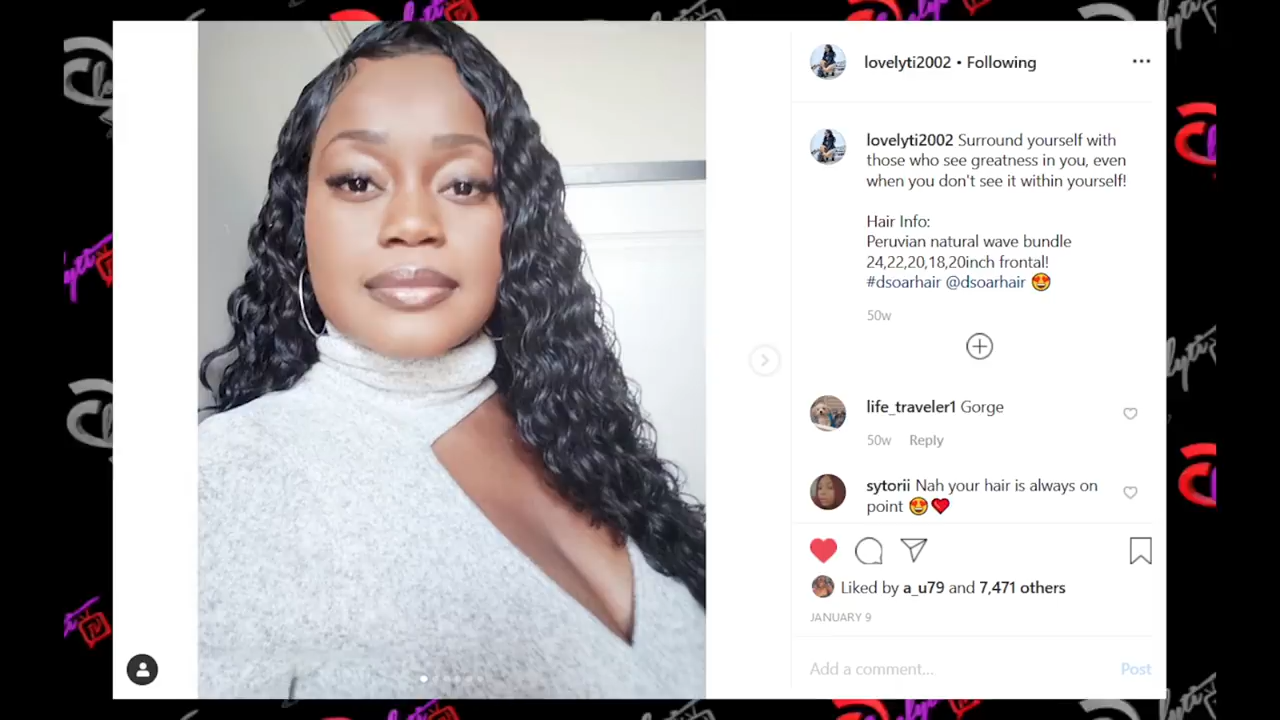 lovelyti2002 • Following
lovelyti2002 Surround yourself with
those who see greatness in you, even
when you don't see it within yourself!
Hair Info:
Peruvian natural wave bundle
24,22,20,18,20inch frontal!
#dsoarhair @dsoarhair 😍
50w
life_traveler1 Gorge
50w Reply
sytorii Nah your hair is always on
point 😍❤️
Liked by a_u79 and 7,471 others
JANUARY 9
Add a comment... Post